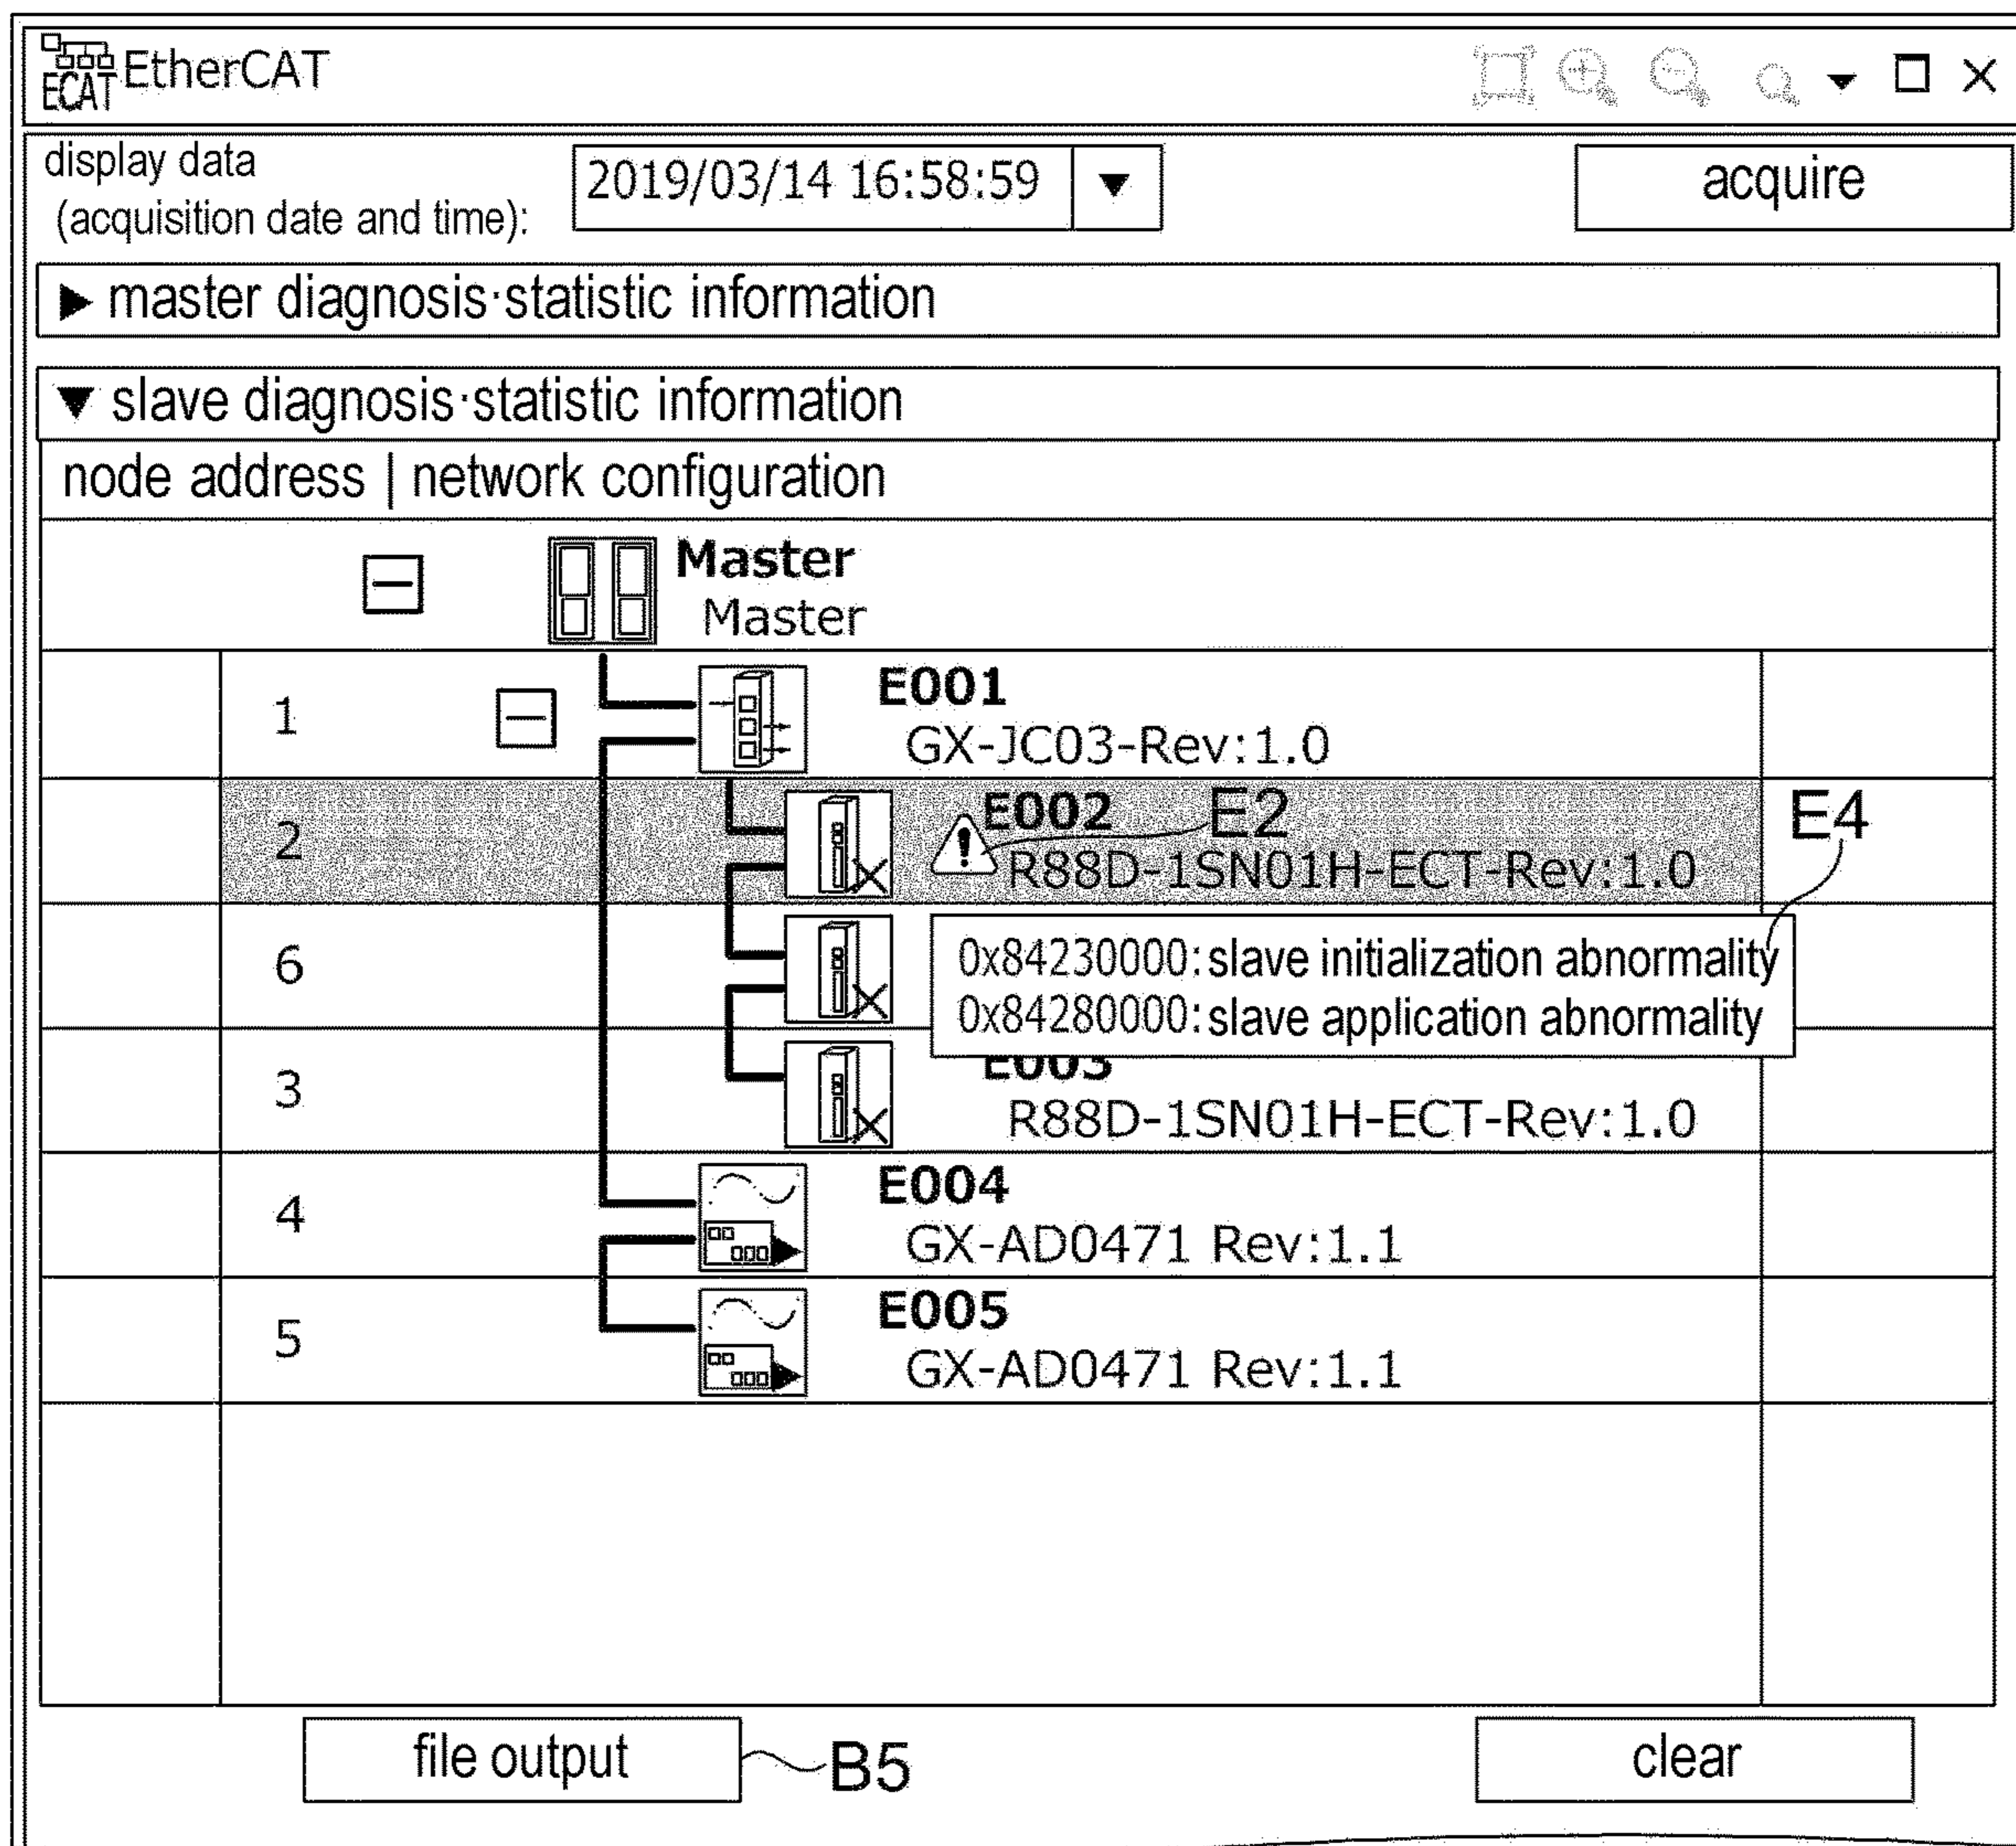 ECAT EtherCAT
display data
(acquisition date and time):
2019/03/14 16:58:59
acquire
master diagnosis·statistic information
slave diagnosis·statistic information
node address | network configuration
Master
Master
1
E001
GX-JC03-Rev:1.0
2
E002
E2
R88D-1SN01H-ECT-Rev:1.0
E4
6
0x84230000: slave initialization abnormality
0x84280000: slave application abnormality
3
E003
R88D-1SN01H-ECT-Rev:1.0
4
E004
GX-AD0471 Rev:1.1
5
E005
GX-AD0471 Rev:1.1
file output
B5
clear